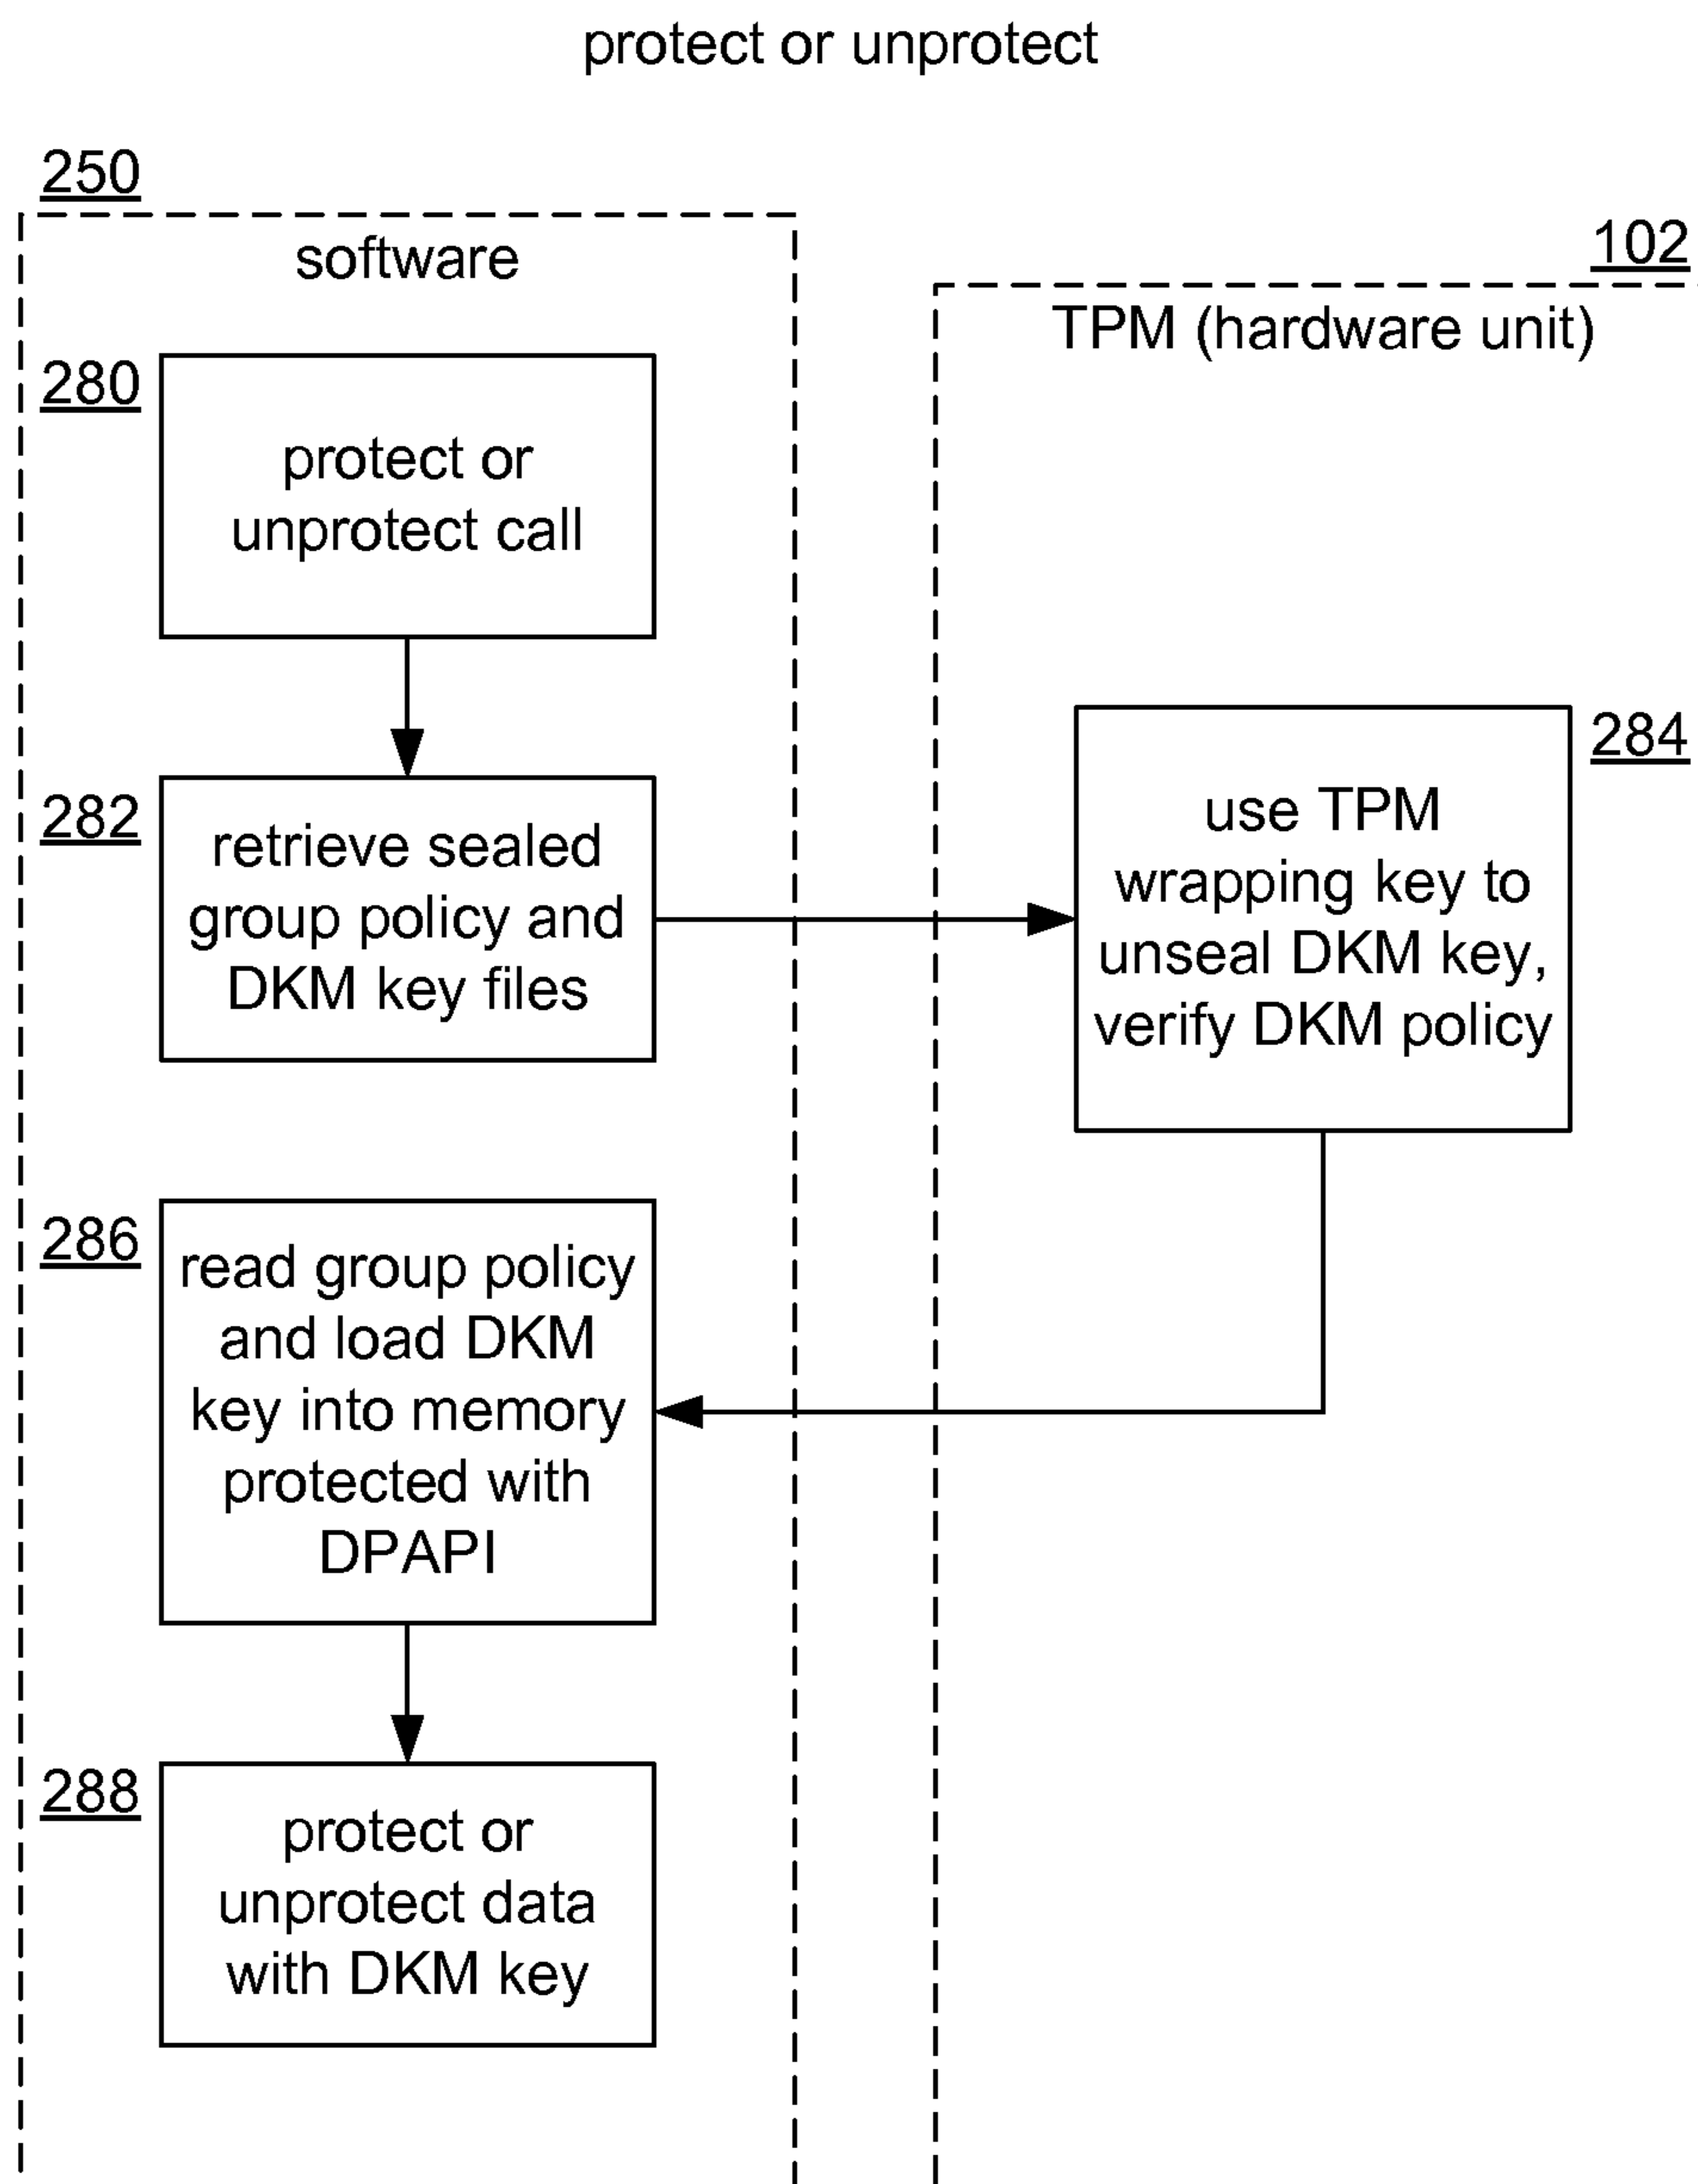 protect or unprotect
250
software
102
TPM (hardware unit)
280
protect or
unprotect call
282
retrieve sealed
group policy and
DKM key files
284
use TPM
wrapping key to
unseal DKM key,
verify DKM policy
286
read group policy
and load DKM
key into memory
protected with
DPAPI
288
protect or
unprotect data
with DKM key